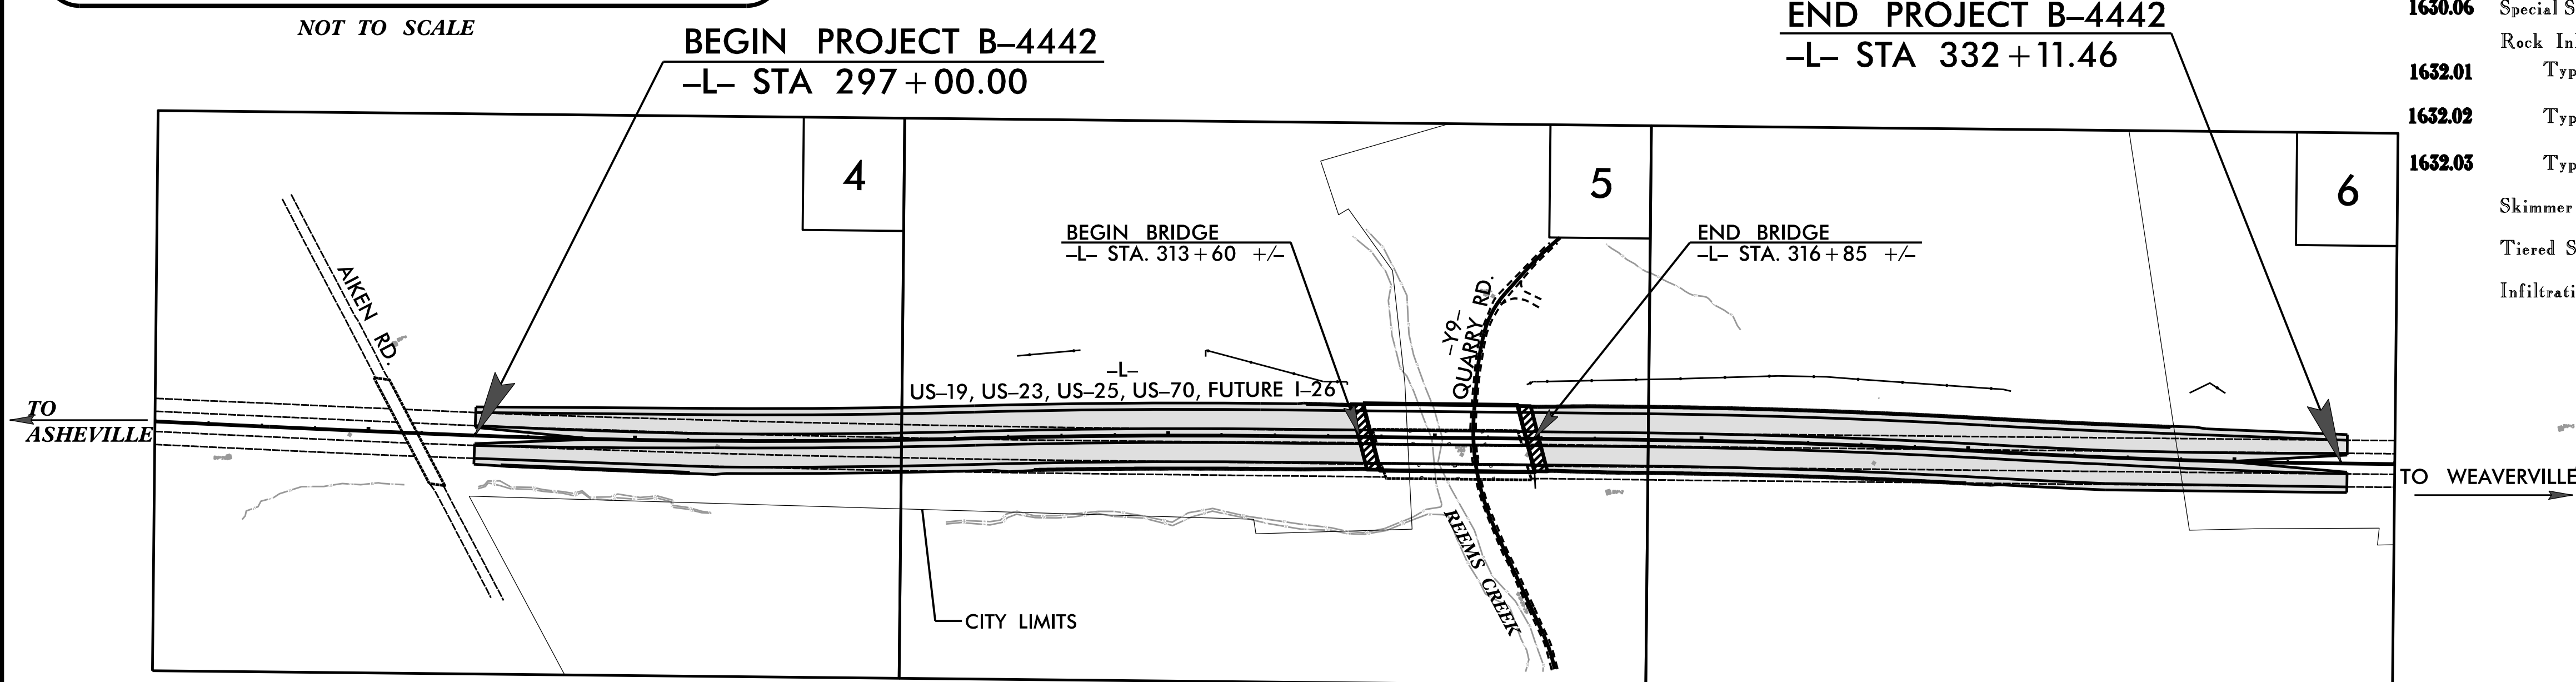 NOT TO SCALE
BEGIN PROJECT B–4442
–L– STA 297+00.00
END PROJECT B–4442
–L– STA 332+11.46
1630.06 Special S
Rock In
1632.01 Typ
1632.02 Typ
1632.03 Typ
Skimmer
Tiered S
Infiltrati
4
5
6
BEGIN BRIDGE
–L– STA. 313+60 +/–
END BRIDGE
–L– STA. 316+85 +/–
AIKEN RD.
–Y9–
QUARRY RD.
–L–
US–19, US–23, US–25, US–70, FUTURE I–26
TO
ASHEVILLE
TO WEAVERVILLE
REEMS CREEK
CITY LIMITS